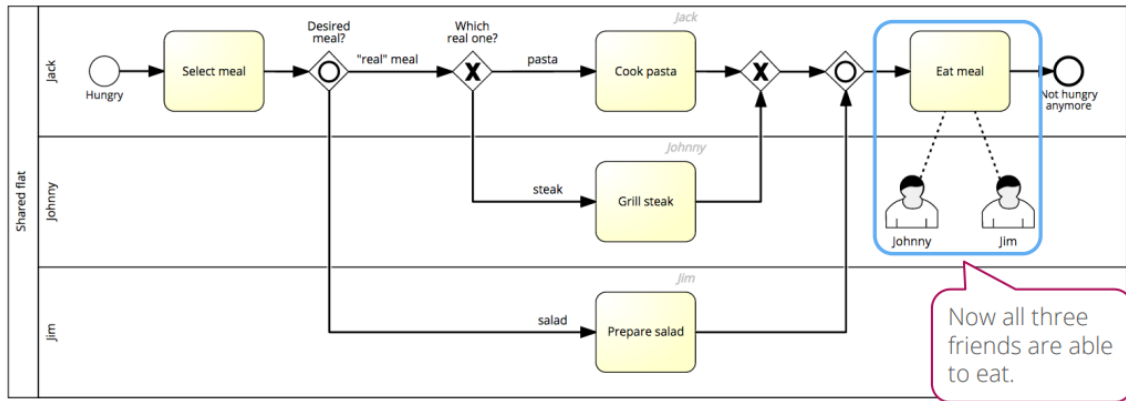 Shared flat
Jack
Hungry
Select meal
Desired
meal?
"real" meal
Which
real one?
pasta
Jack
Cook pasta
Eat meal
Not hungry
anymore
Johnny
steak
Johnny
Grill steak
Johnny
Jim
Jim
salad
Jim
Prepare salad
Now all three
friends are able
to eat.